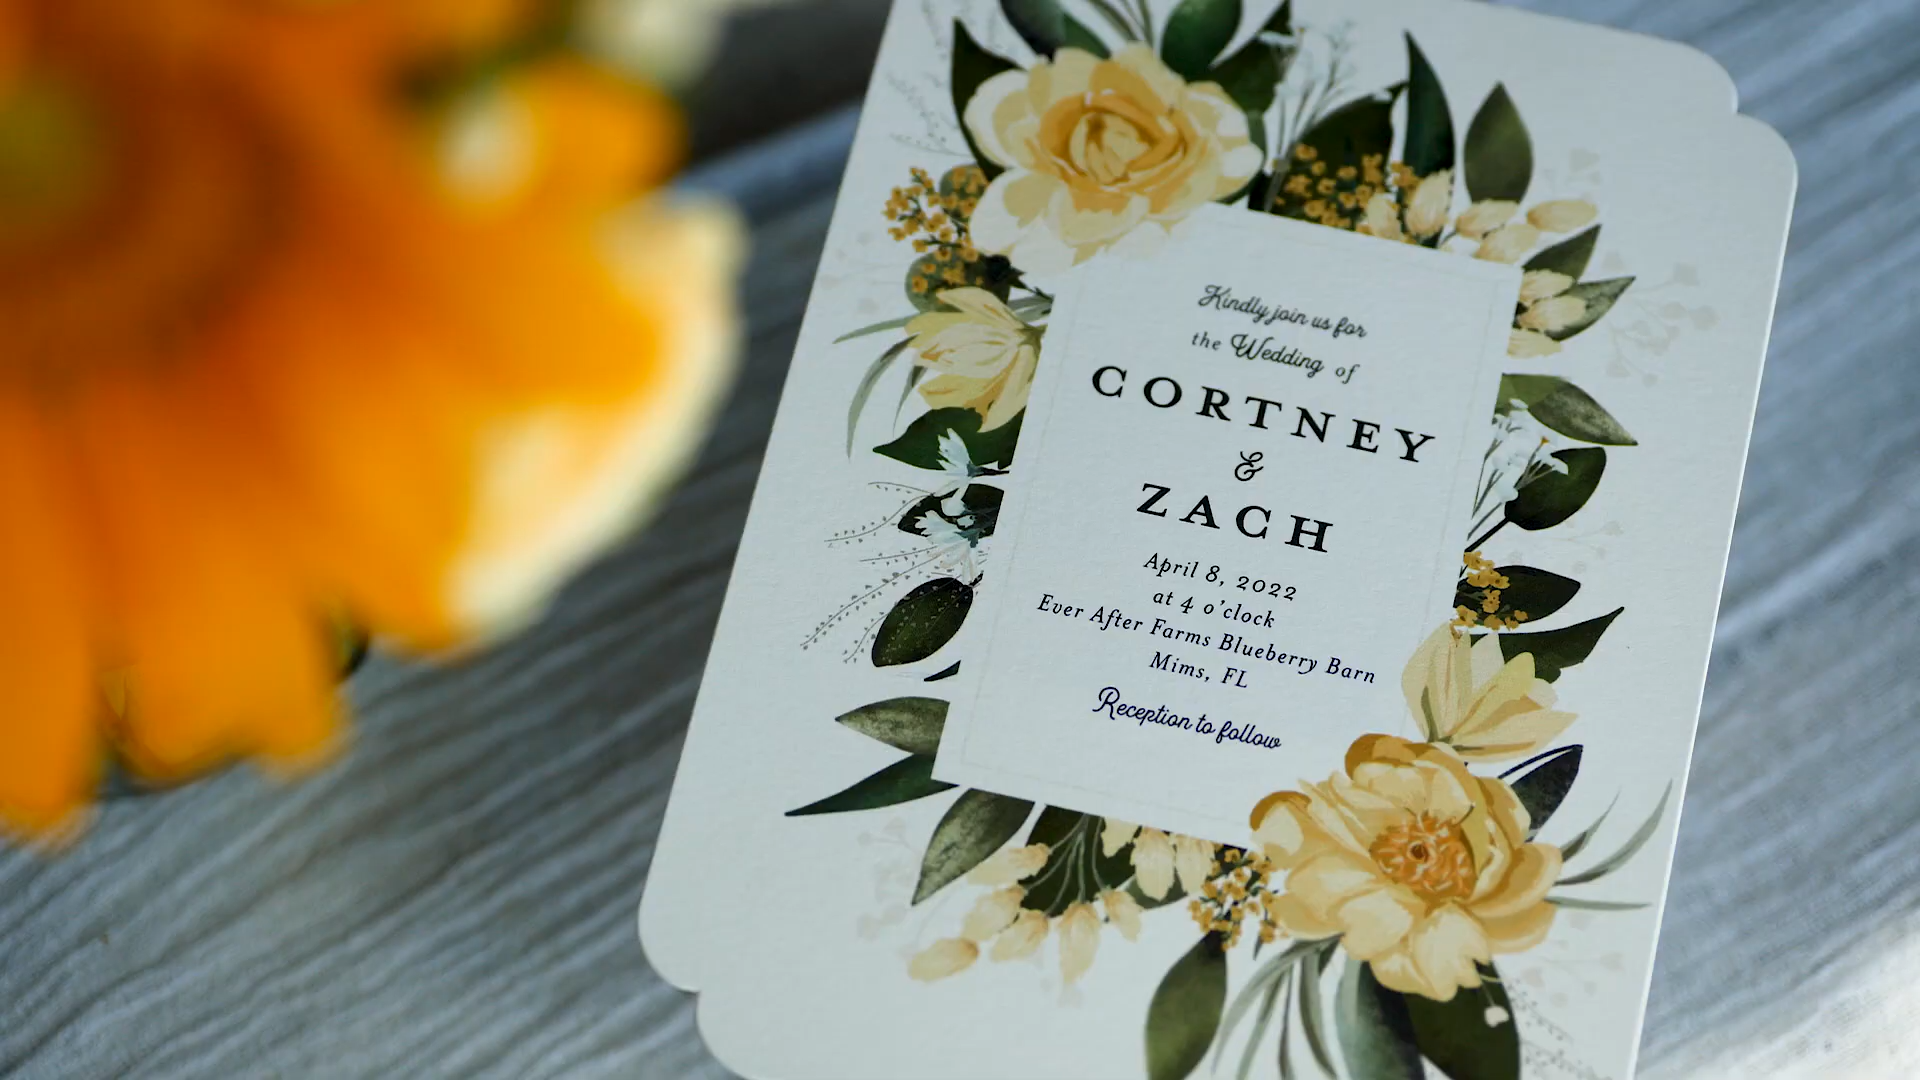 Kindly join us for
the Wedding of
CORTNEY
&
ZACH
April 8, 2022
at 4 o'clock
Ever After Farms Blueberry Barn
Mims, FL
Reception to follow